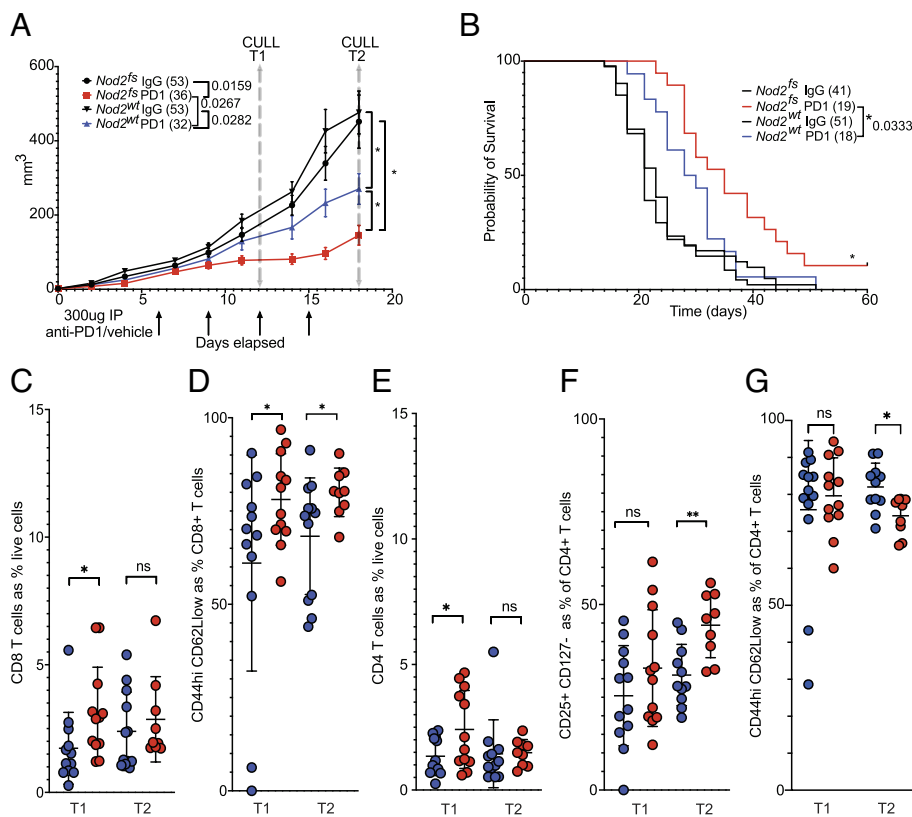 A
CULL
T1
CULL
T2
600
400
200
0
mm3
Nod2fs IgG (53)
Nod2fs PD1 (36)
Nod2wt IgG (53)
Nod2wt PD1 (32)
0.0159
0.0267
0.0282
*
*
*
0 5 10 15 20
300ug IP
anti-PD1/vehicle
Days elapsed
B
100
50
0
Probability of Survival
Nod2fs IgG (41)
Nod2fs PD1 (19)
Nod2wt IgG (51)
Nod2wt PD1 (18)
* 0.0333
*
0 20 40 60
Time (days)
C
15
10
5
0
CD8 T cells as % live cells
* ns
T1 T2
D
100
50
0
CD44hi CD62Llow as % CD8+ T cells
* *
T1 T2
E
15
10
5
0
CD4 T cells as % live cells
* ns
T1 T2
F
100
50
0
CD25+ CD127- as % of CD4+ T cells
ns **
T1 T2
G
100
50
0
CD44hi CD62Llow as % of CD4+ T cells
ns *
T1 T2